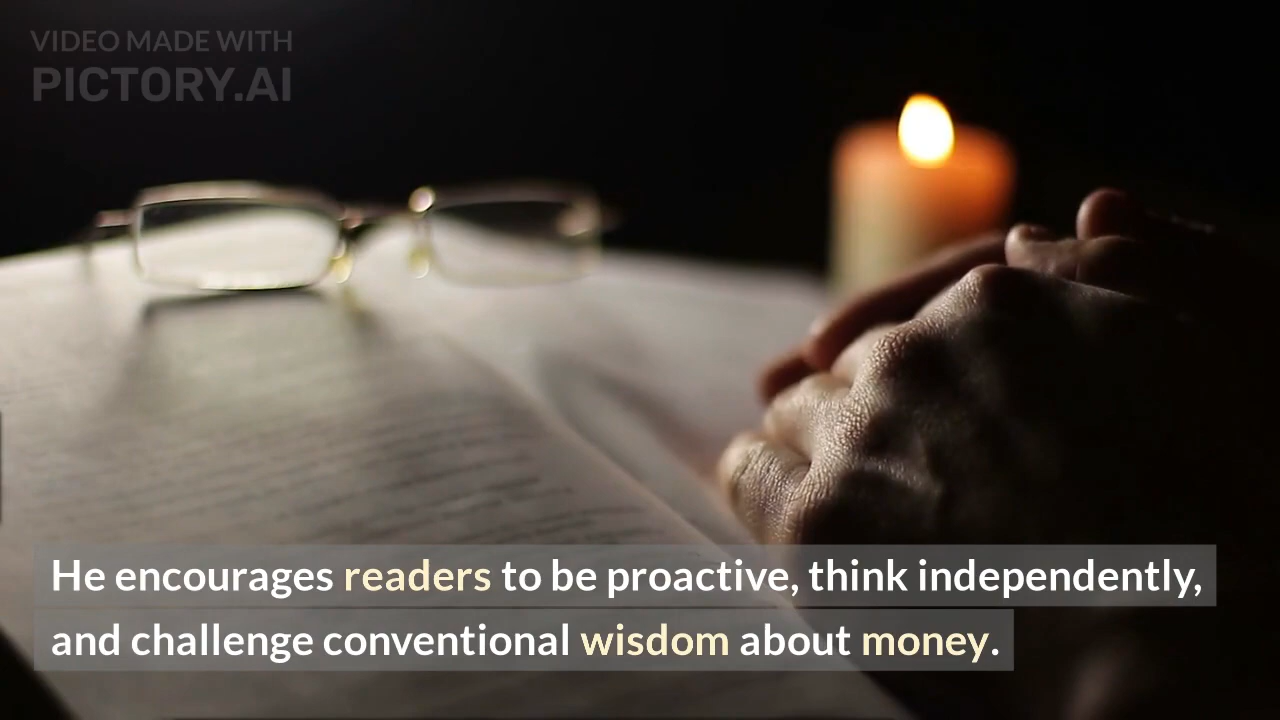 VIDEO MADE WITH
PICTORY.AI
He encourages readers to be proactive, think independently,
and challenge conventional wisdom about money.